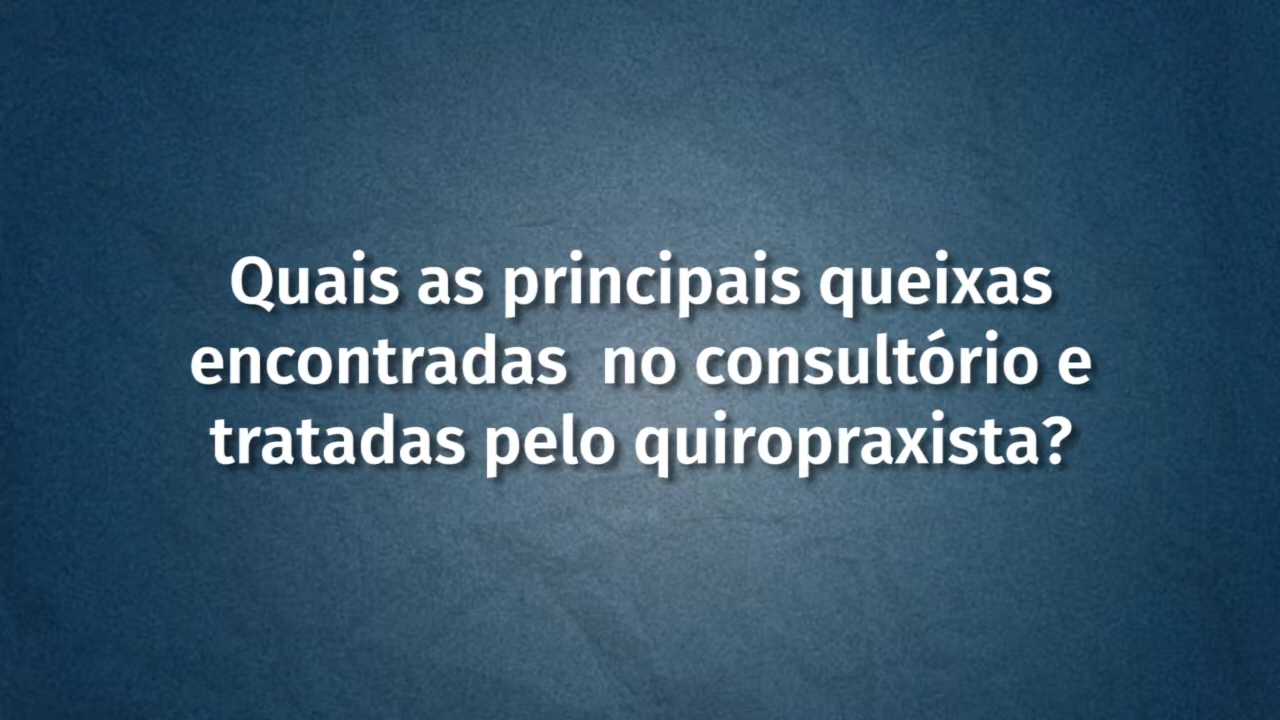 Quais as principais queixas
encontradas  no consultório e
tratadas pelo quiropraxista?